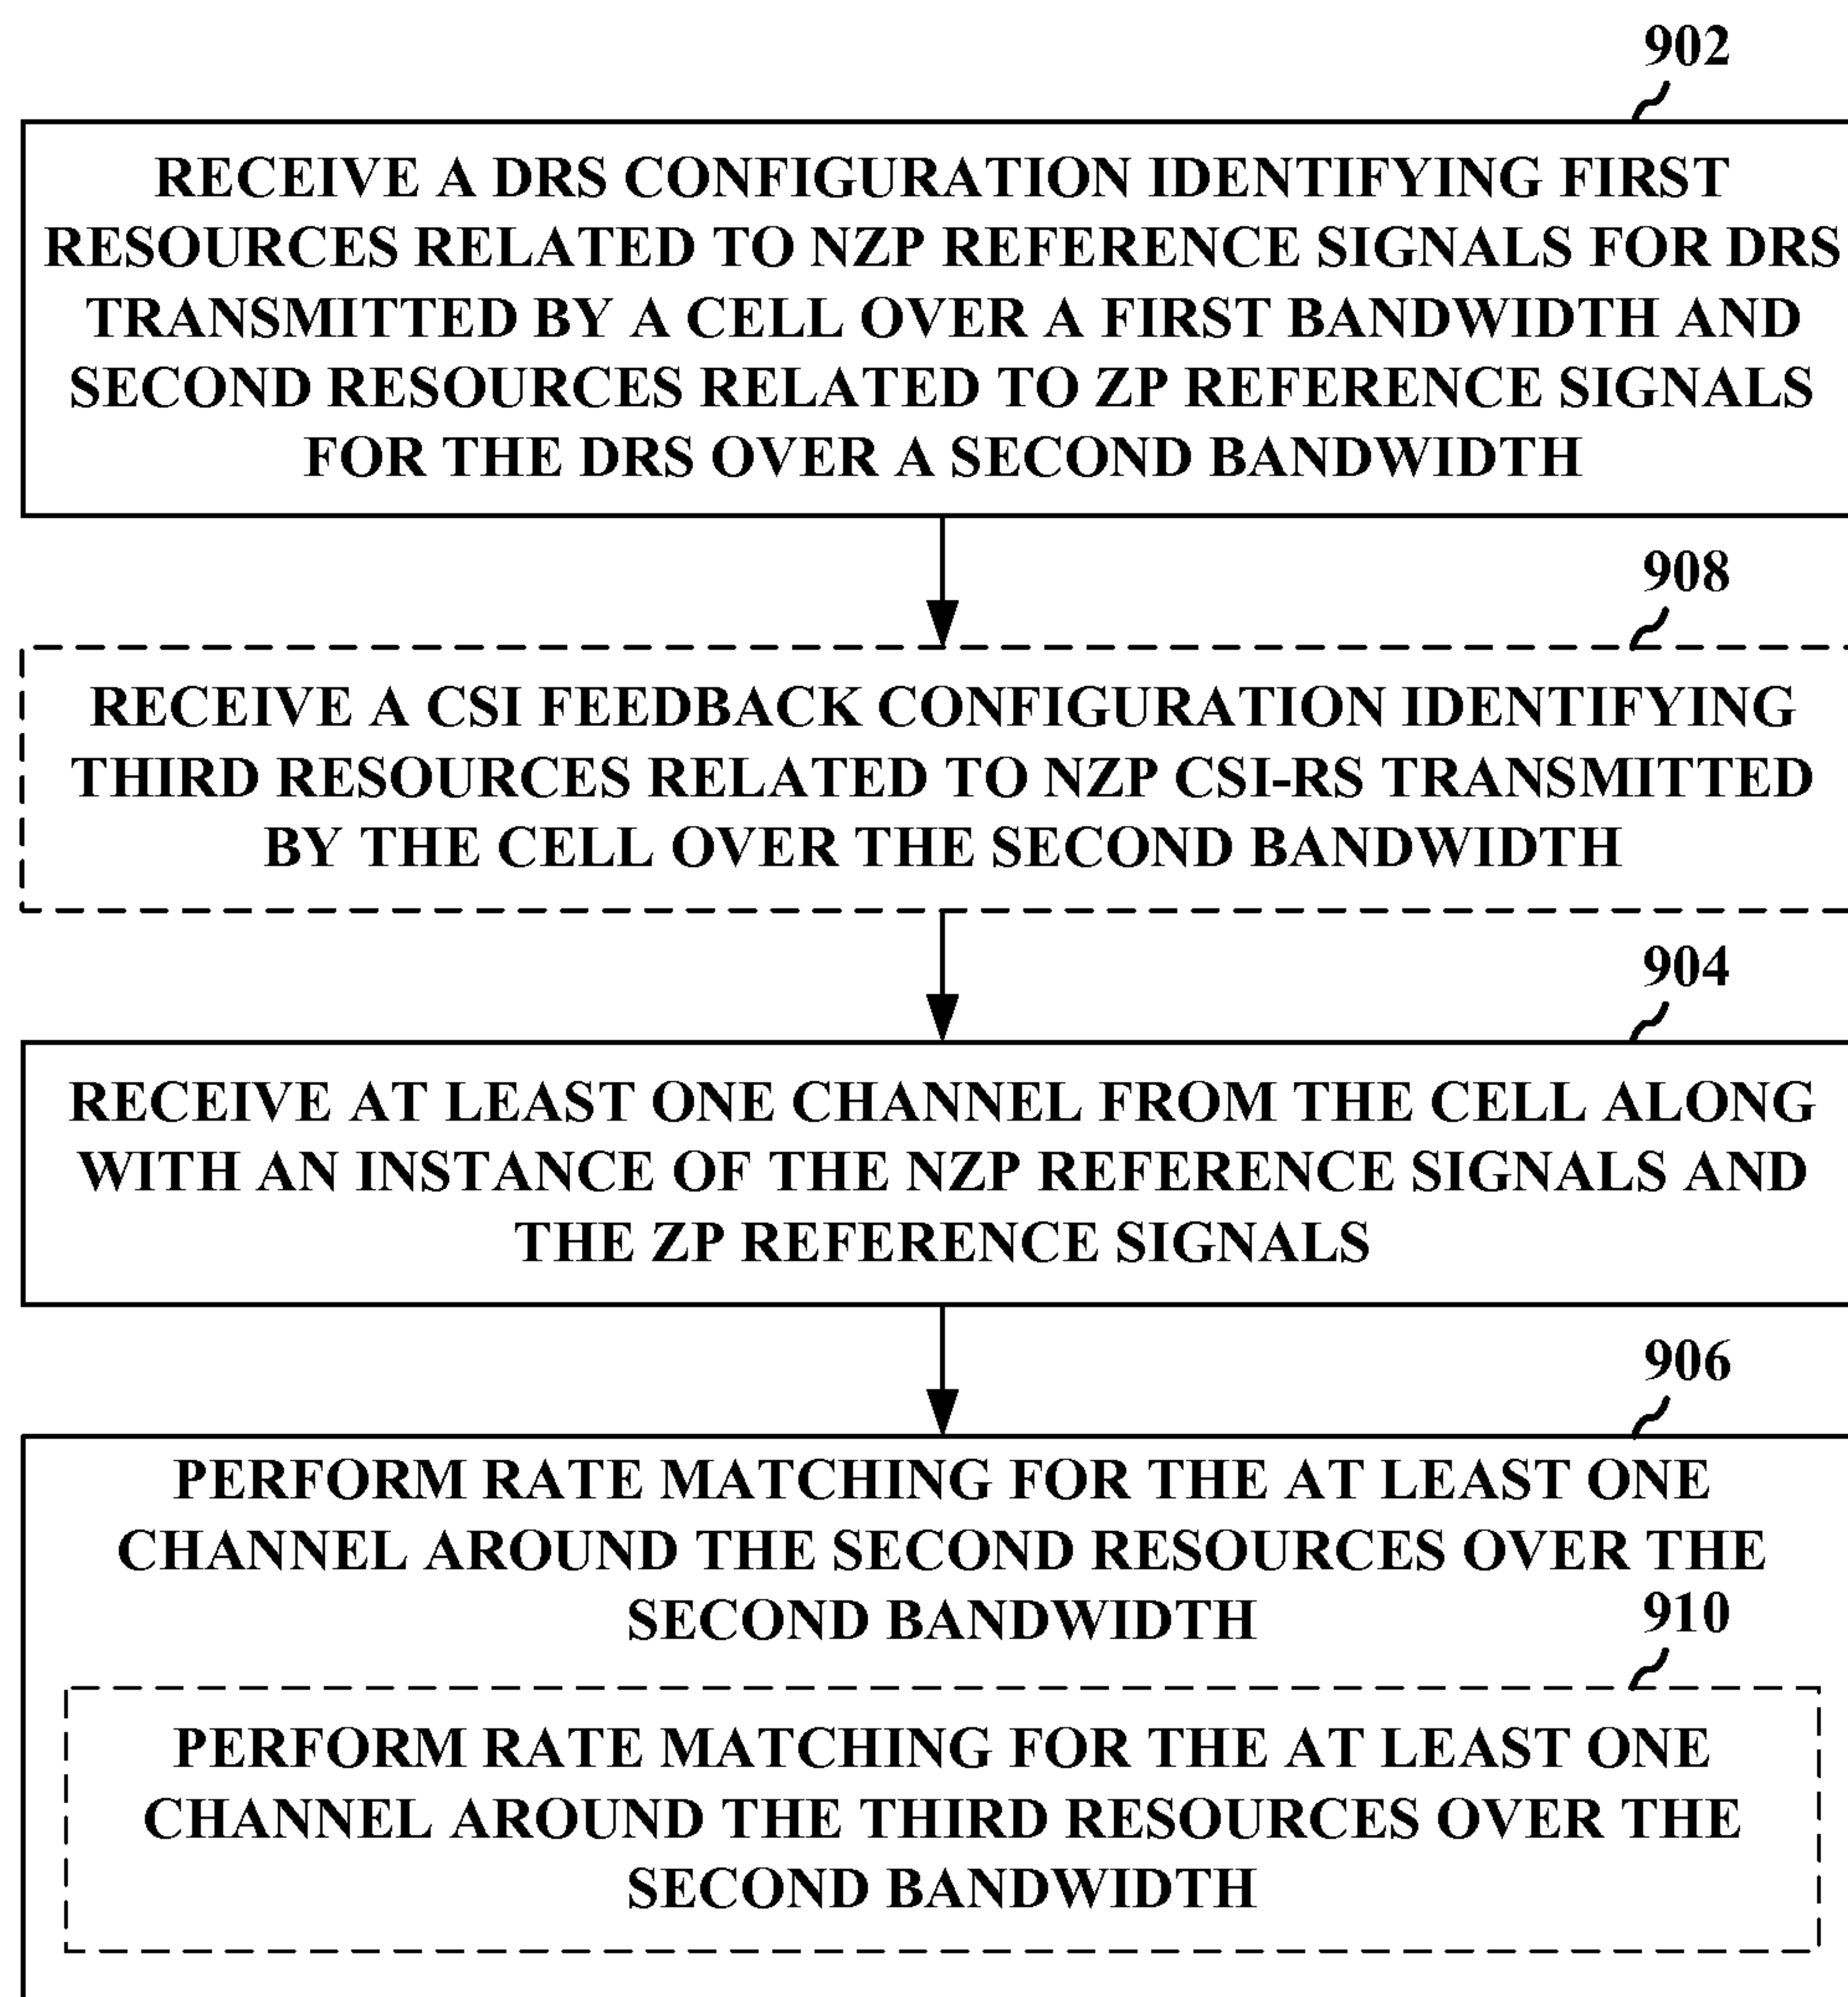 902
RECEIVE A DRS CONFIGURATION IDENTIFYING FIRST
RESOURCES RELATED TO NZP REFERENCE SIGNALS FOR DRS
TRANSMITTED BY A CELL OVER A FIRST BANDWIDTH AND
SECOND RESOURCES RELATED TO ZP REFERENCE SIGNALS
FOR THE DRS OVER A SECOND BANDWIDTH
908
RECEIVE A CSI FEEDBACK CONFIGURATION IDENTIFYING
THIRD RESOURCES RELATED TO NZP CSI-RS TRANSMITTED
BY THE CELL OVER THE SECOND BANDWIDTH
904
RECEIVE AT LEAST ONE CHANNEL FROM THE CELL ALONG
WITH AN INSTANCE OF THE NZP REFERENCE SIGNALS AND
THE ZP REFERENCE SIGNALS
906
PERFORM RATE MATCHING FOR THE AT LEAST ONE
CHANNEL AROUND THE SECOND RESOURCES OVER THE
SECOND BANDWIDTH
910
PERFORM RATE MATCHING FOR THE AT LEAST ONE
CHANNEL AROUND THE THIRD RESOURCES OVER THE
SECOND BANDWIDTH